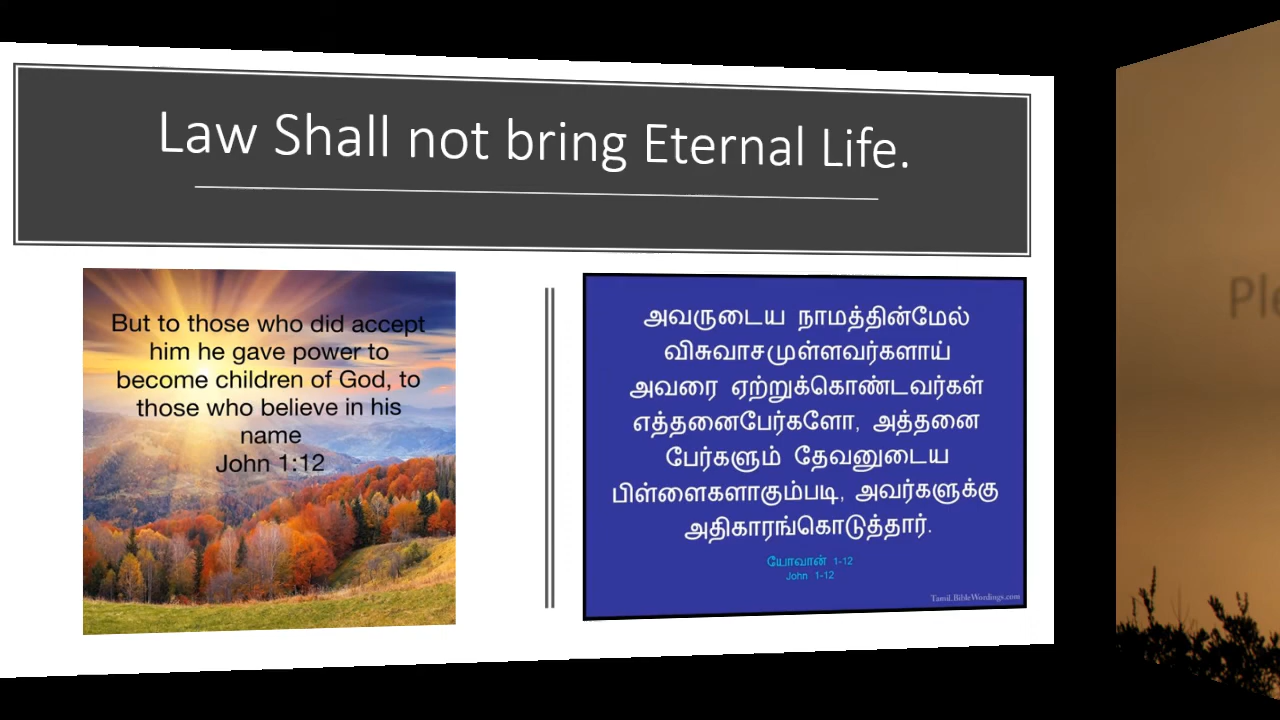 Law Shall not bring Eternal Life.
But to those who did accept
him he gave power to
become children of God, to
those who believe in his
name
John 1:12
அவருடைய நாமத்தின்மேல்
விசுவாசமுள்ளவர்களாய்
அவரை ஏற்றுக்கொண்டவர்கள்
எத்தனைபேர்களோ, அத்தனை
பேர்களும் தேவனுடைய
பிள்ளைகளாகும்படி, அவர்களுக்கு
அதிகாரங்கொடுத்தார்.
யோவான் 1-12
John 1-12
Tamil.BibleWordings.com